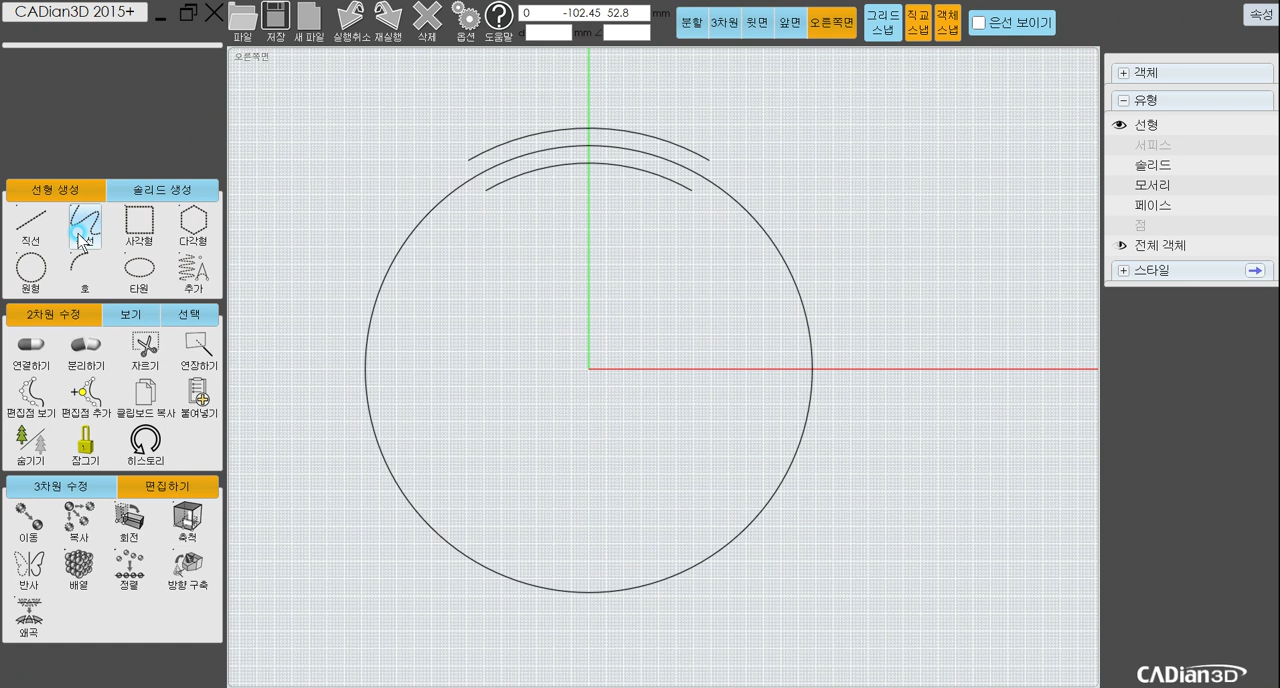 CADian3D 2015+
파일
저장
새 파일
실행취소
재실행
삭제
옵션
도움말
0 -102.45 52.8 mm
d mm ∠
분할
3차원
윗면
앞면
오른쪽면
그리드
스냅
직교
스냅
객체
스냅
은선 보이기
속성
오른쪽면
선형 생성
솔리드 생성
직선
선
사각형
다각형
원형
호
타원
추가
2차원 수정
보기
선택
연결하기
분리하기
자르기
연장하기
편집점 보기
편집점 추가
클립보드 복사
붙여넣기
숨기기
잠그기
히스토리
3차원 수정
편집하기
이동
복사
회전
축척
반사
배열
정렬
방향 구축
왜곡
객체
유형
선형
서피스
솔리드
모서리
페이스
점
전체 객체
스타일
CADian3D